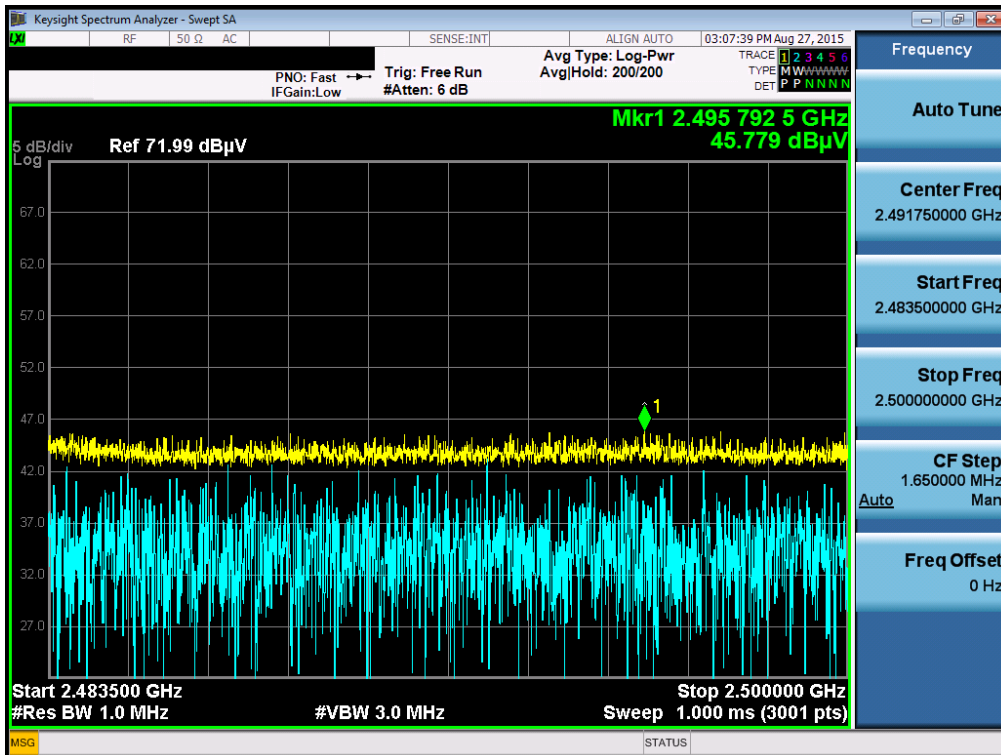 Keysight Spectrum Analyzer - Swept SA
LXI RF 50 Ω AC SENSE:INT ALIGN AUTO 03:07:39 PM Aug 27, 2015
Frequency
PNO: Fast
IFGain:Low
Trig: Free Run
#Atten: 6 dB
Avg Type: Log-Pwr
Avg|Hold: 200/200
TRACE 1 2 3 4 5 6
TYPE M W W W W W
DET P P N N N N
Mkr1 2.495 792 5 GHz
45.779 dBµV
5 dB/div Ref 71.99 dBµV
Log
67.0
62.0
57.0
52.0
47.0
42.0
37.0
32.0
27.0
1
Start 2.483500 GHz
Stop 2.500000 GHz
#Res BW 1.0 MHz
#VBW 3.0 MHz
Sweep 1.000 ms (3001 pts)
Auto Tune
Center Freq
2.491750000 GHz
Start Freq
2.483500000 GHz
Stop Freq
2.500000000 GHz
CF Step
1.650000 MHz
Auto Man
Freq Offset
0 Hz
MSG STATUS